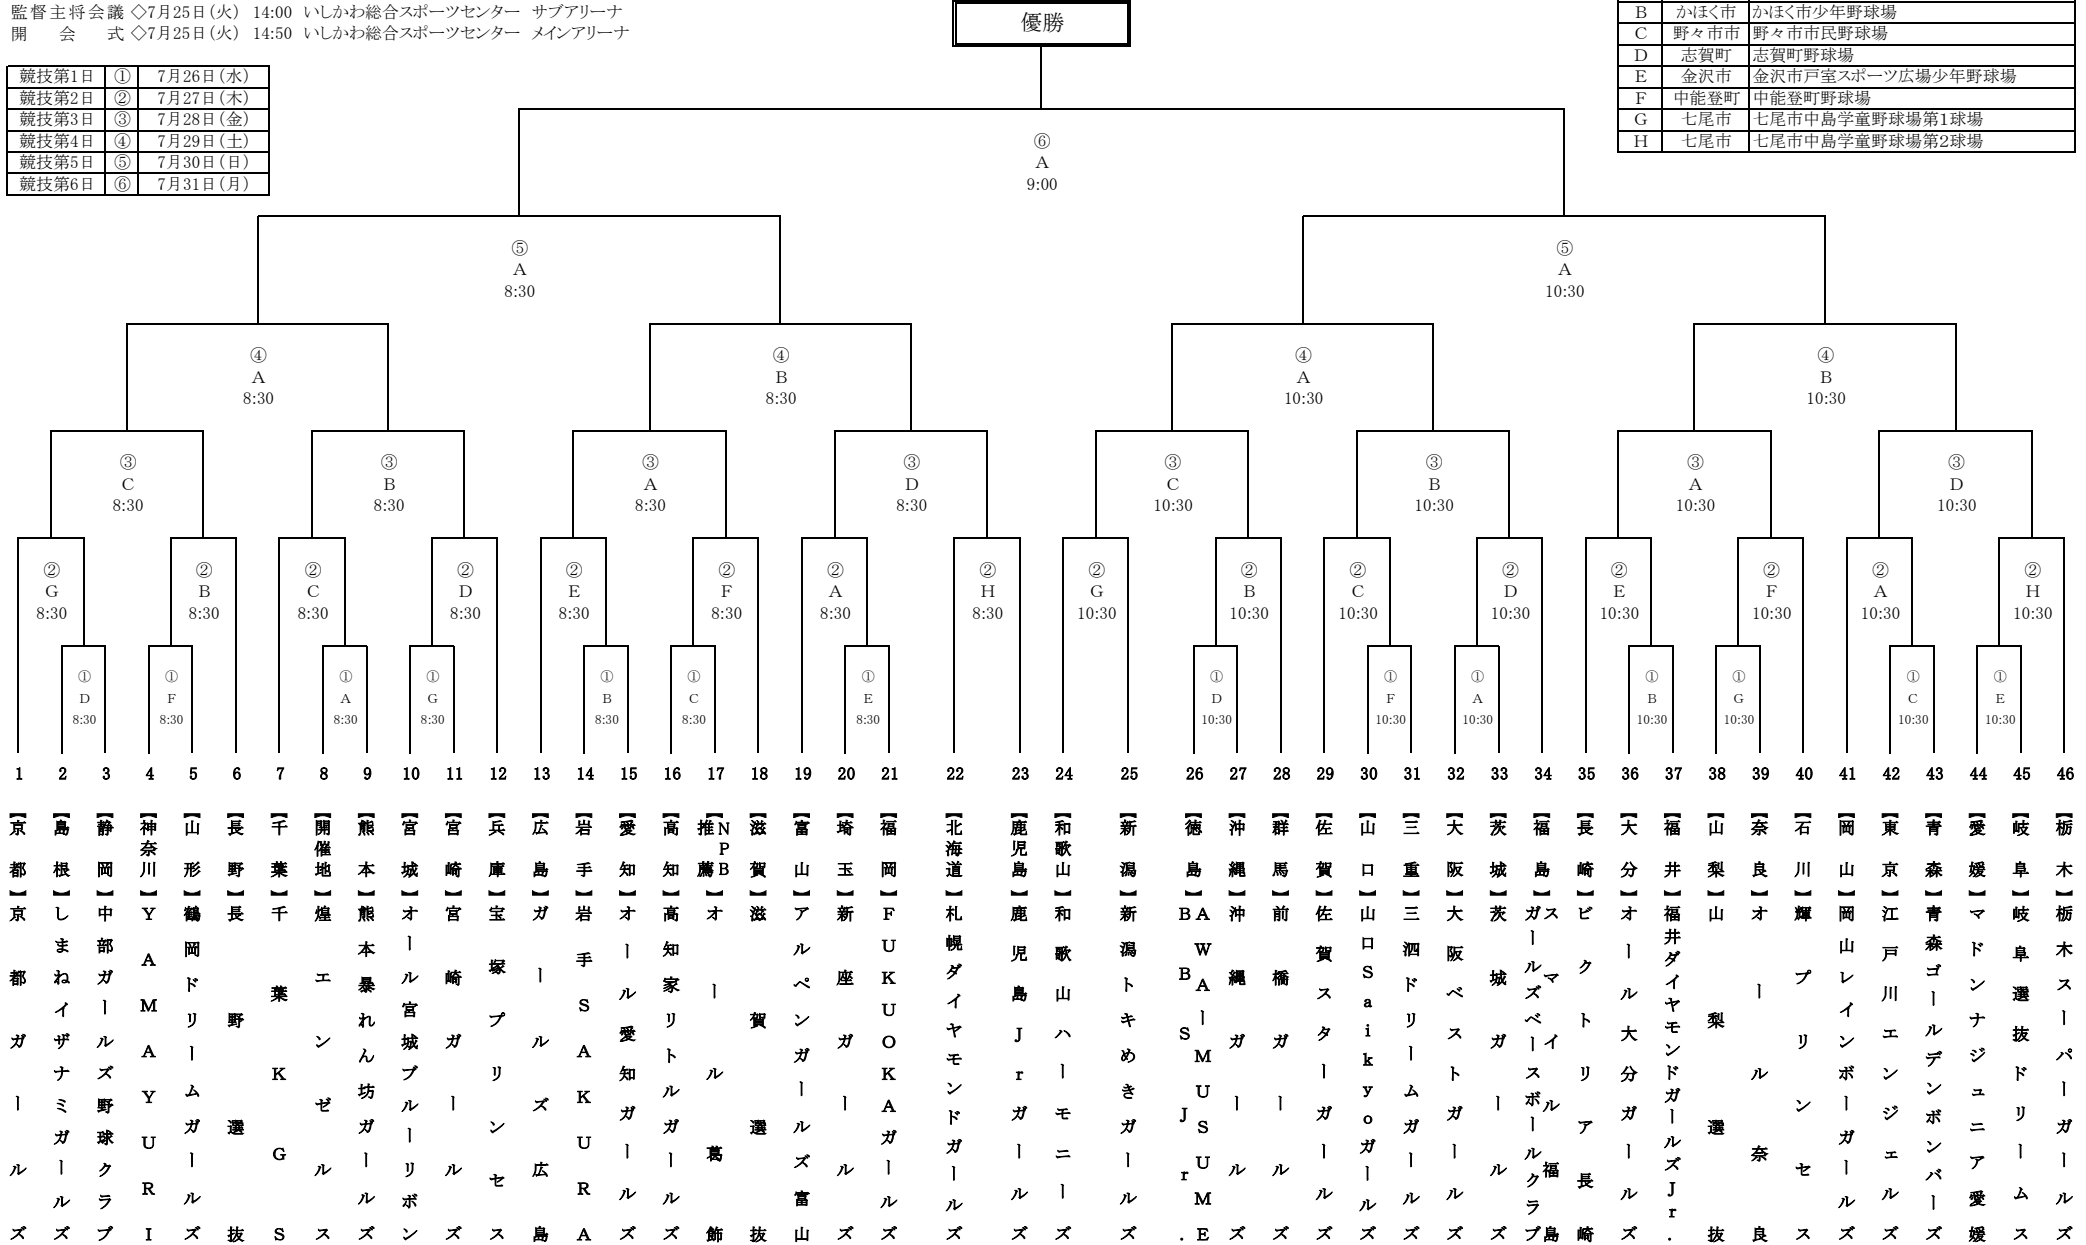 監督主将会議 ◇7月25日(火) 14:00 いしかわ総合スポーツセンター サブアリーナ
開会式 ◇7月25日(火) 14:50 いしかわ総合スポーツセンター メインアリーナ
優勝
B かほく市 かほく市少年野球場
C 野々市市 野々市市民野球場
D 志賀町 志賀町野球場
E 金沢市 金沢市戸室スポーツ広場少年野球場
F 中能登町 中能登町野球場
G 七尾市 七尾市中島学童野球場第1球場
H 七尾市 七尾市中島学童野球場第2球場
競技第1日 ① 7月26日(水)
競技第2日 ② 7月27日(木)
競技第3日 ③ 7月28日(金)
競技第4日 ④ 7月29日(土)
競技第5日 ⑤ 7月30日(日)
競技第6日 ⑥ 7月31日(月)
⑥
A
9:00
⑤ ⑤
A A
8:30 10:30
④ ④ ④ ④
A B A B
8:30 8:30 10:30 10:30
③ ③ ③ ③ ③ ③ ③ ③
C B A D C B A D
8:30 8:30 8:30 8:30 10:30 10:30 10:30 10:30
② ② ② ② ② ② ② ② ② ② ② ② ② ② ② ②
G B C D E F A H G B C D E F A H
8:30 8:30 8:30 8:30 8:30 8:30 8:30 8:30 10:30 10:30 10:30 10:30 10:30 10:30 10:30 10:30
① ① ① ① ① ① ① ① ① ① ① ① ① ①
D F A G B C E D F A B G C E
8:30 8:30 8:30 8:30 8:30 8:30 8:30 10:30 10:30 10:30 10:30 10:30 10:30 10:30
1 【京都】京都ガールズ
2 【島根】しまねイザナミガールズ
3 【静岡】中部ガールズ野球クラブ
4 【神奈川】YAMAYURI
5 【山形】鶴岡ドリームガールズ
6 【長野】長野選抜
7 【千葉】千葉KGS
8 【開催地】煌エンゼルス
9 【熊本】熊本暴れん坊ガールズ
10 【宮城】オール宮城ブルーリボン
11 【宮崎】宮崎ガールズ
12 【兵庫】宝塚プリンセス
13 【広島】ガールズ広島
14 【岩手】岩手SAKURA
15 【愛知】オール愛知ガールズ
16 【高知】高知家リトルガールズ
17 【NPB推薦】オール葛飾
18 【滋賀】滋賀選抜
19 【富山】アルペンガールズ富山
20 【埼玉】新座ガールズ
21 【福岡】FUKUOKAガールズ
22 【北海道】札幌ダイヤモンドガールズ
23 【鹿児島】鹿児島Jrガールズ
24 【和歌山】和歌山ハーモニーズ
25 【新潟】新潟トキめきガールズ
26 【徳島】AWAーMUSUME BBSJr.
27 【沖縄】沖縄ガールズ
28 【群馬】前橋ガールズ
29 【佐賀】佐賀スターガールズ
30 【山口】山口Saikyoガールズ
31 【三重】三泗ドリームガールズ
32 【大阪】大阪ベストガールズ
33 【茨城】茨城ガールズ
34 【福島】スマイル福島 ガールズベースボールクラブ
35 【長崎】ビクトリア長崎
36 【大分】オール大分ガールズ
37 【福井】福井ダイヤモンドガールズJr.
38 【山梨】山梨選抜
39 【奈良】オール奈良
40 【石川】輝プリンセス
41 【岡山】岡山レインボーガールズ
42 【東京】江戸川エンジェルズ
43 【青森】青森ゴールデンボンバーズ
44 【愛媛】マドンナジュニア愛媛
45 【岐阜】岐阜選抜ドリームス
46 【栃木】栃木スーパーガールズ